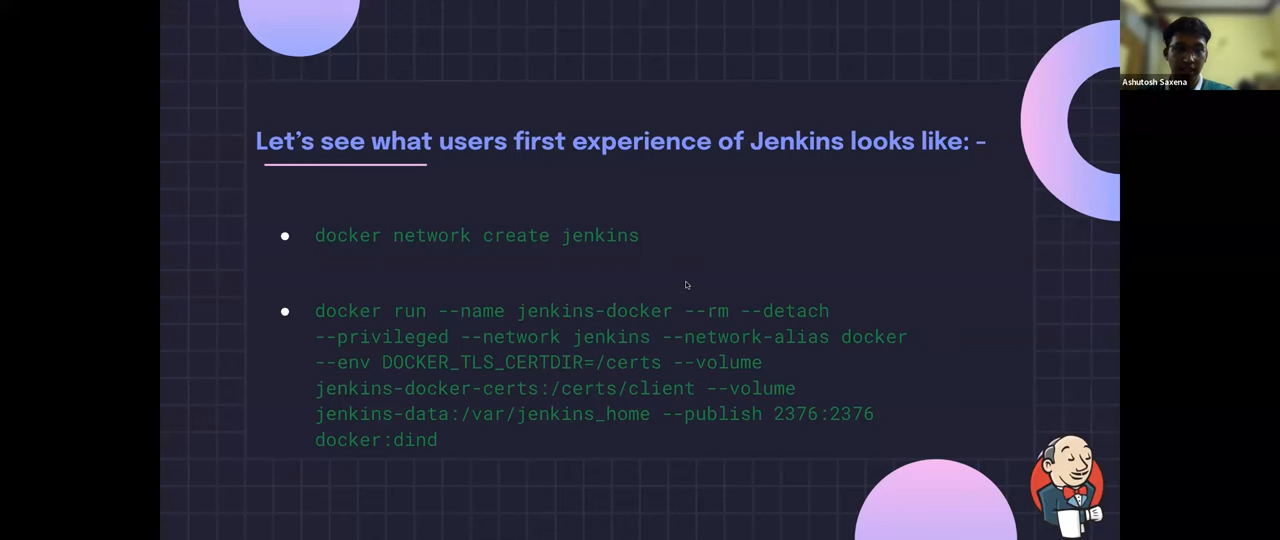 Ashutosh Saxena
Let's see what users first experience of Jenkins looks like: -
docker network create jenkins
docker run --name jenkins-docker --rm --detach
--privileged --network jenkins --network-alias docker
--env DOCKER_TLS_CERTDIR=/certs --volume
jenkins-docker-certs:/certs/client --volume
jenkins-data:/var/jenkins_home --publish 2376:2376
docker:dind